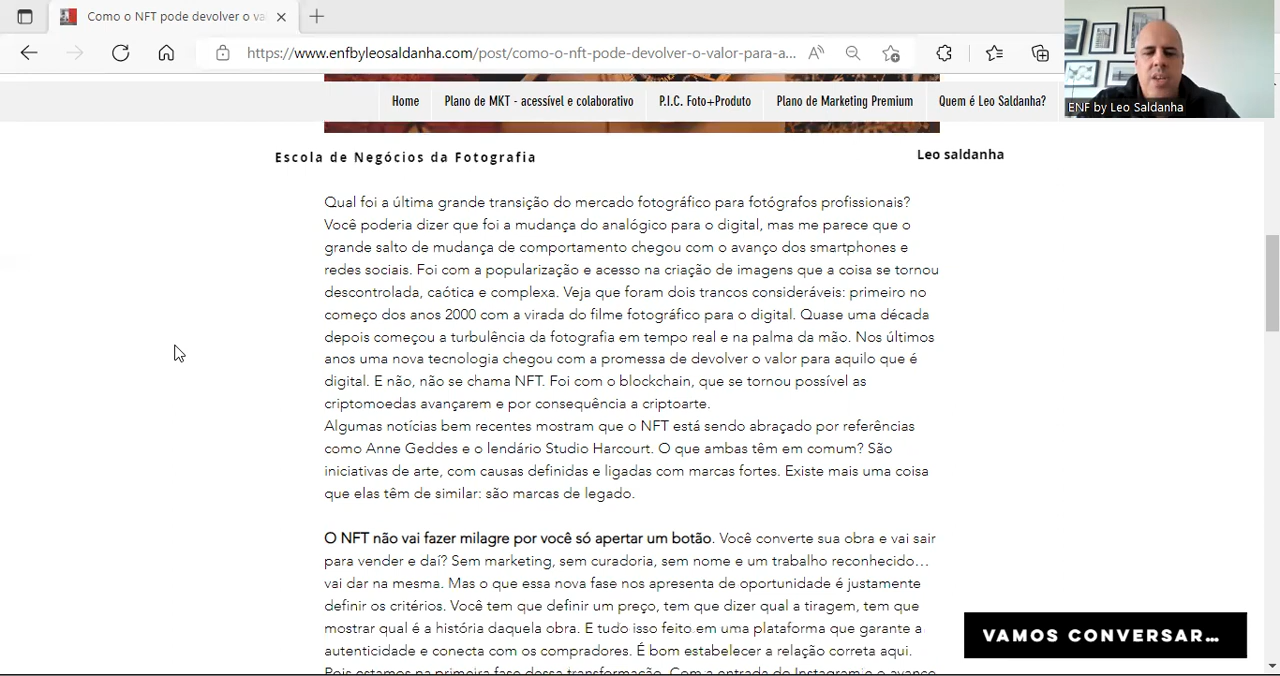 Como o NFT pode devolver o va
https://www.enfbyleosaldanha.com/post/como-o-nft-pode-devolver-o-valor-para-a...
ENF by Leo Saldanha
Home
Plano de MKT - acessível e colaborativo
P.I.C. Foto+Produto
Plano de Marketing Premium
Quem é Leo Saldanha?
Escola de Negócios da Fotografia
Leo saldanha
Qual foi a última grande transição do mercado fotográfico para fotógrafos profissionais?
Você poderia dizer que foi a mudança do analógico para o digital, mas me parece que o
grande salto de mudança de comportamento chegou com o avanço dos smartphones e
redes sociais. Foi com a popularização e acesso na criação de imagens que a coisa se tornou
descontrolada, caótica e complexa. Veja que foram dois trancos consideráveis: primeiro no
começo dos anos 2000 com a virada do filme fotográfico para o digital. Quase uma década
depois começou a turbulência da fotografia em tempo real e na palma da mão. Nos últimos
anos uma nova tecnologia chegou com a promessa de devolver o valor para aquilo que é
digital. E não, não se chama NFT. Foi com o blockchain, que se tornou possível as
criptomoedas avançarem e por consequência a criptoarte.
Algumas notícias bem recentes mostram que o NFT está sendo abraçado por referências
como Anne Geddes e o lendário Studio Harcourt. O que ambas têm em comum? São
iniciativas de arte, com causas definidas e ligadas com marcas fortes. Existe mais uma coisa
que elas têm de similar: são marcas de legado.
O NFT não vai fazer milagre por você só apertar um botão. Você converte sua obra e vai sair
para vender e daí? Sem marketing, sem curadoria, sem nome e um trabalho reconhecido...
vai dar na mesma. Mas o que essa nova fase nos apresenta de oportunidade é justamente
definir os critérios. Você tem que definir um preço, tem que dizer qual a tiragem, tem que
mostrar qual é a história daquela obra. E tudo isso feito em uma plataforma que garante a
autenticidade e conecta com os compradores. É bom estabelecer a relação correta aqui.
Pois estamos na primeira fase dessa transformação. Com a entrada do Instagram e o avanço
VAMOS CONVERSAR...